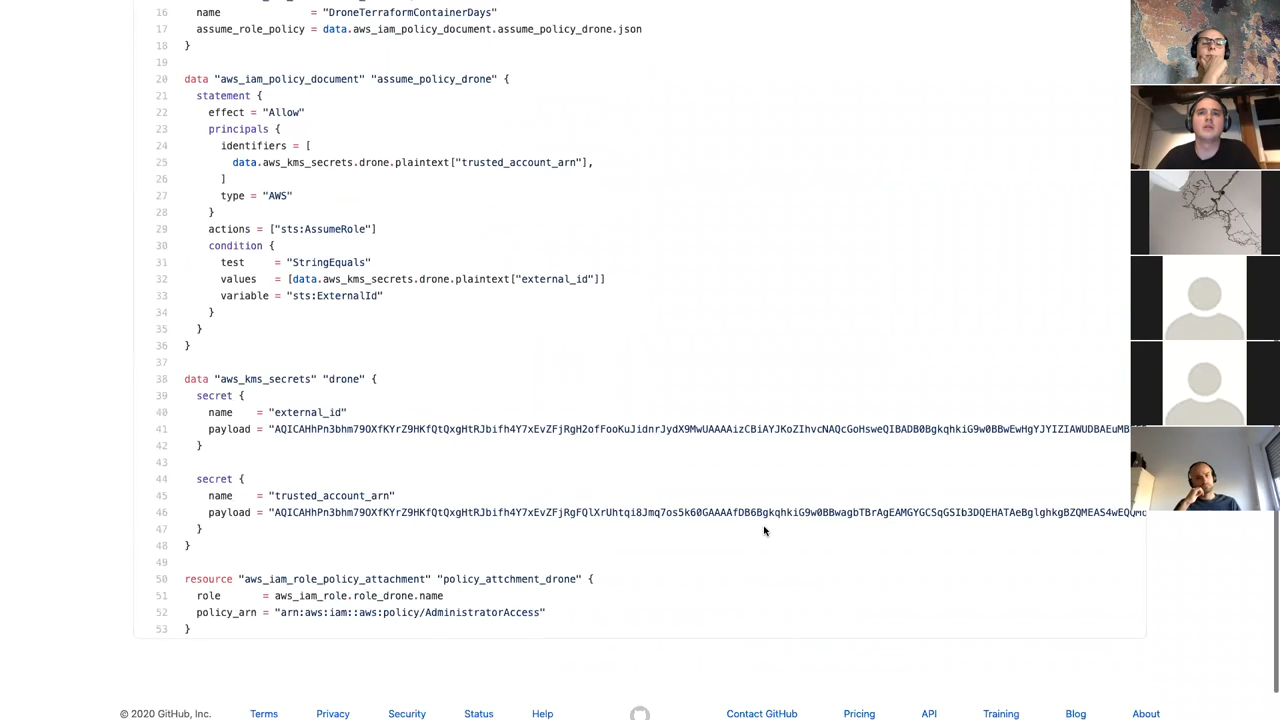 16 name = "DroneTerraformContainerDays"
17 assume_role_policy = data.aws_iam_policy_document.assume_policy_drone.json
18 }
19
20 data "aws_iam_policy_document" "assume_policy_drone" {
21 statement {
22 effect = "Allow"
23 principals {
24 identifiers = [
25 data.aws_kms_secrets.drone.plaintext["trusted_account_arn"],
26 ]
27 type = "AWS"
28 }
29 actions = ["sts:AssumeRole"]
30 condition {
31 test = "StringEquals"
32 values = [data.aws_kms_secrets.drone.plaintext["external_id"]]
33 variable = "sts:ExternalId"
34 }
35 }
36 }
37
38 data "aws_kms_secrets" "drone" {
39 secret {
40 name = "external_id"
41 payload = "AQICAHhPn3bhm79OXfKYrZ9HKfQtQxgHtRJbifh4Y7xEvZFjRgH2ofFooKuJidnrJydX9MwUAAAAizCBiAYJKoZIhvcNAQcGoHsweQIBADB0BgkqhkiG9w0BBwEwHgYJYIZIAWUDBAEuMB
42 }
43
44 secret {
45 name = "trusted_account_arn"
46 payload = "AQICAHhPn3bhm79OXfKYrZ9HKfQtQxgHtRJbifh4Y7xEvZFjRgFQlXrUhtqi8Jmq7os5k60GAAAAfDB6BgkqhkiG9w0BBwagbTBrAgEAMGYGCSqGSIb3DQEHATAeBglghkgBZQMEAS4wEQQM
47 }
48 }
49
50 resource "aws_iam_role_policy_attachment" "policy_attchment_drone" {
51 role = aws_iam_role.role_drone.name
52 policy_arn = "arn:aws:iam::aws:policy/AdministratorAccess"
53 }
© 2020 GitHub, Inc. Terms Privacy Security Status Help Contact GitHub Pricing API Training Blog About